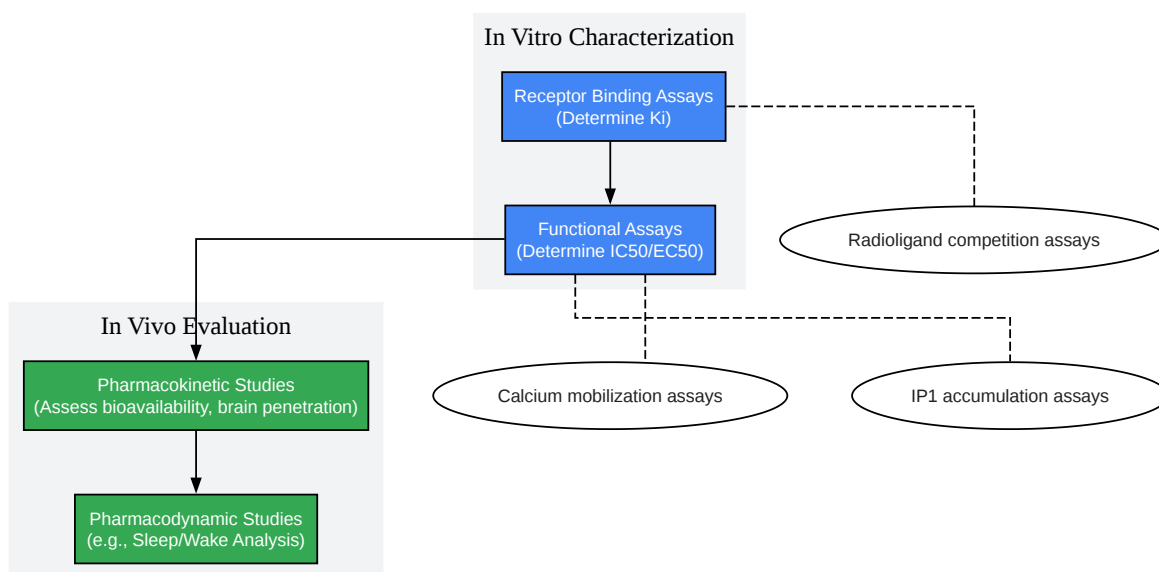 In Vitro Characterization
Receptor Binding Assays
(Determine Ki)
Functional Assays
(Determine IC50/EC50)
Radioligand competition assays
In Vivo Evaluation
Pharmacokinetic Studies
(Assess bioavailability, brain penetration)
Calcium mobilization assays
IP1 accumulation assays
Pharmacodynamic Studies
(e.g., Sleep/Wake Analysis)